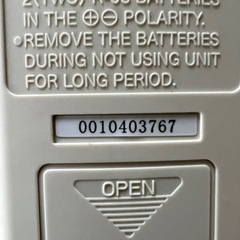 IN THE ⊕⊖ POLARITY.
•REMOVE THE BATTERIES
DURING NOT USING UNIT
FOR LONG PERIOD.
0010403767
OPEN